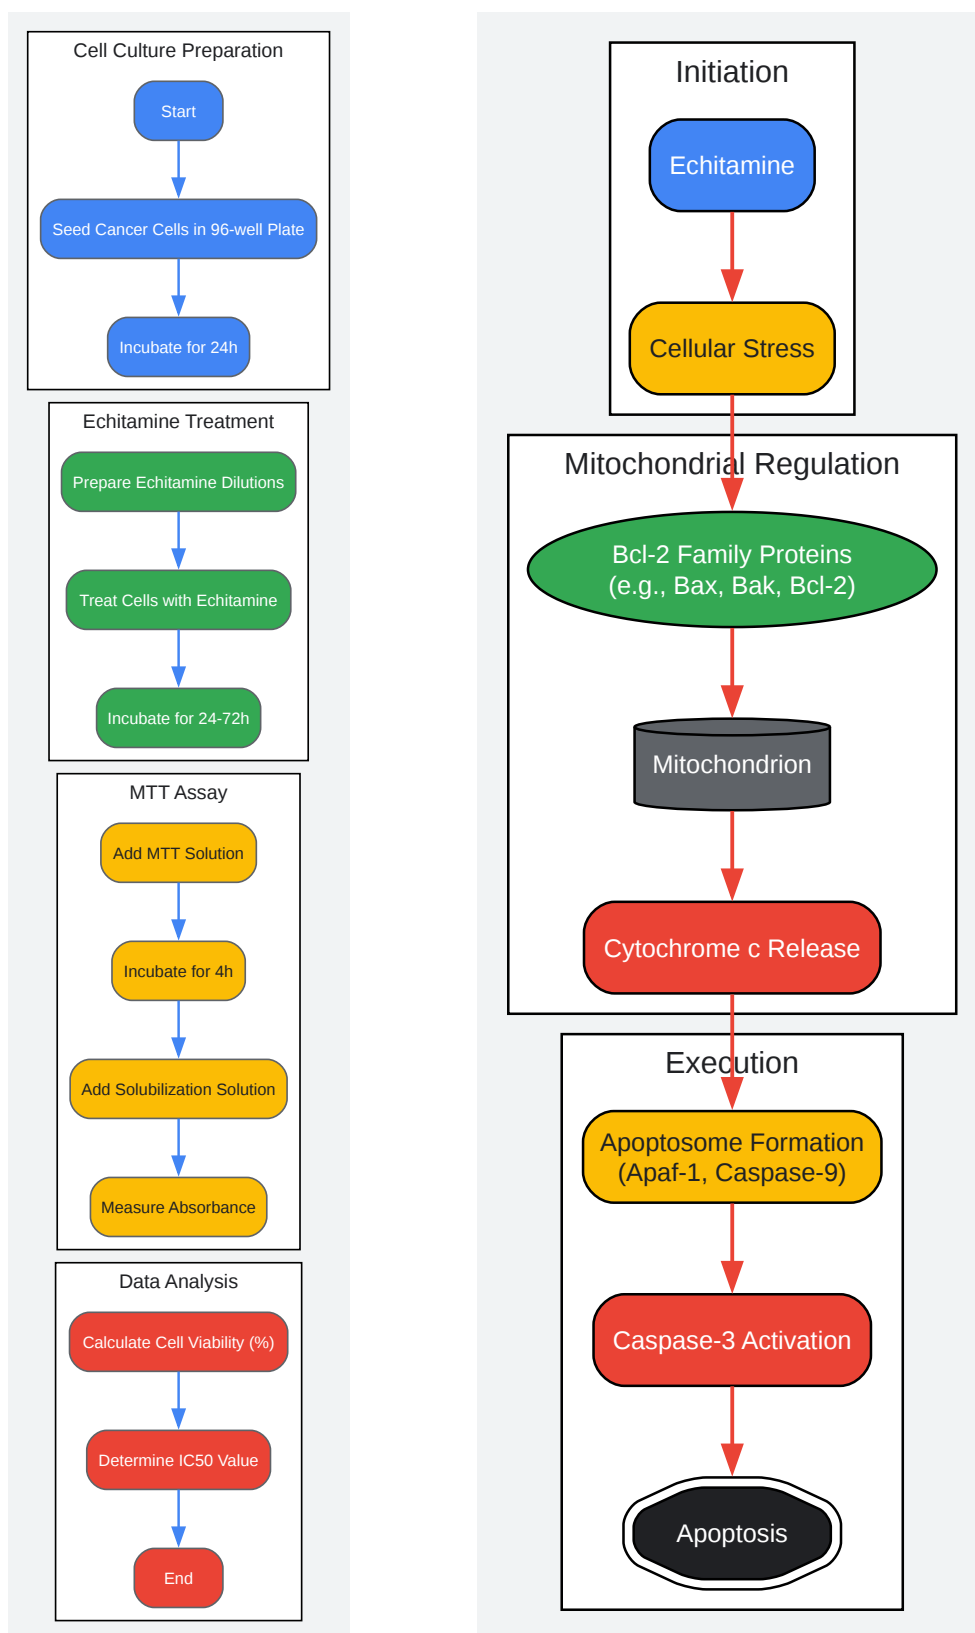 Cell Culture Preparation
Start
Seed Cancer Cells in 96-well Plate
Incubate for 24h
Echitamine Treatment
Prepare Echitamine Dilutions
Treat Cells with Echitamine
Incubate for 24-72h
MTT Assay
Add MTT Solution
Incubate for 4h
Add Solubilization Solution
Measure Absorbance
Data Analysis
Calculate Cell Viability (%)
Determine IC50 Value
End
Initiation
Echitamine
Cellular Stress
Mitochondrial Regulation
Bcl-2 Family Proteins
(e.g., Bax, Bak, Bcl-2)
Mitochondrion
Cytochrome c Release
Execution
Apoptosome Formation
(Apaf-1, Caspase-9)
Caspase-3 Activation
Apoptosis